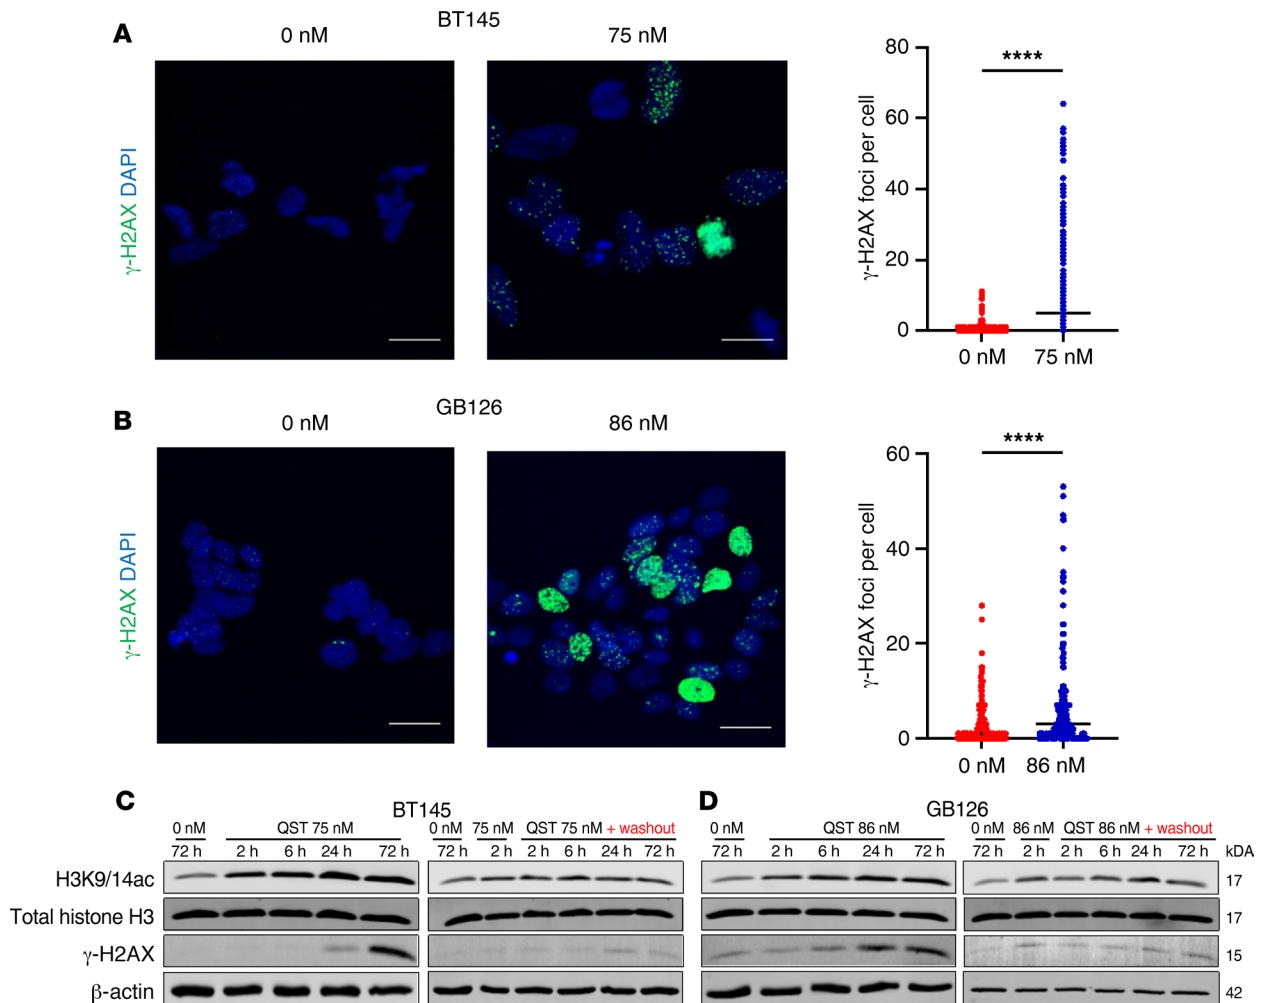 A
BT145
0 nM
75 nM
γ-H2AX DAPI
γ-H2AX foci per cell
80
60
40
20
0
****
0 nM
75 nM
B
GB126
0 nM
86 nM
γ-H2AX DAPI
γ-H2AX foci per cell
60
40
20
0
****
0 nM
86 nM
C
BT145
0 nM QST 75 nM
72 h 2 h 6 h 24 h 72 h
0 nM 75 nM QST 75 nM + washout
72 h 2 h 2 h 6 h 24 h 72 h
D
GB126
0 nM QST 86 nM
72 h 2 h 6 h 24 h 72 h
0 nM 86 nM QST 86 nM + washout
72 h 2 h 2 h 6 h 24 h 72 h
kDA
H3K9/14ac 17
Total histone H3 17
γ-H2AX 15
β-actin 42